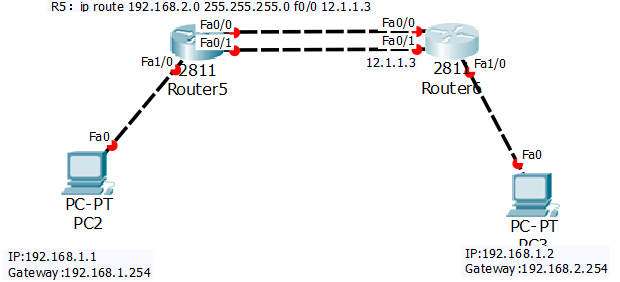 R5：ip route 192.168.2.0 255.255.255.0 f0/0 12.1.1.3
Fa0/0
Fa0/0
Fa0/1
Fa0/1
Fa1/0
2811
12.1.1.3
2811
Fa1/0
Router5
Router6
Fa0
Fa0
PC-PT
PC2
PC-PT
PC3
IP:192.168.1.1
Gateway:192.168.1.254
IP:192.168.1.2
Gateway:192.168.2.254